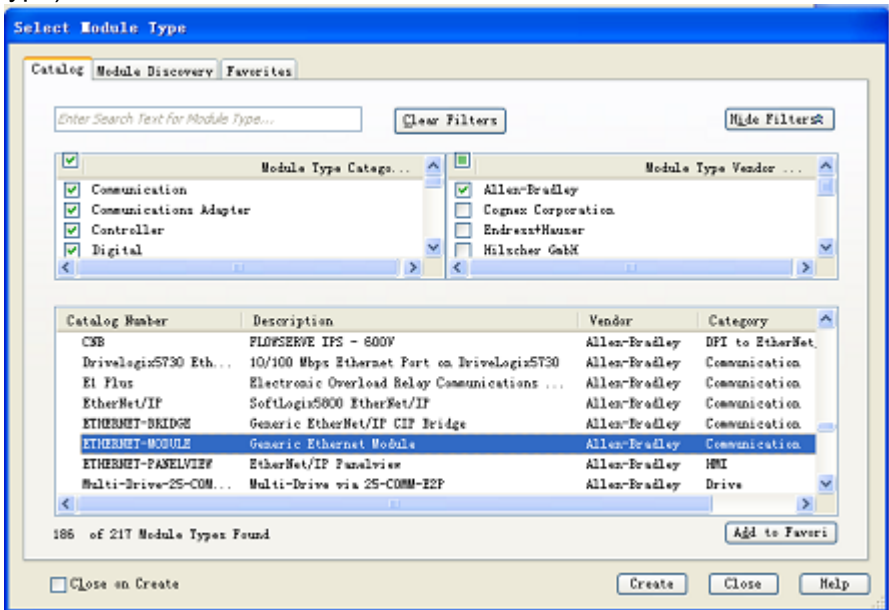 Select Module Type
Catalog Module Discovery Favorites
Enter Search Text for Module Type...
Clear Filters
Hide Filters
Module Type Catego...
Module Type Vendor ...
Communication
Allen-Bradley
Communications Adapter
Cognex Corporation
Controller
Endress+Hauser
Digital
Hilscher GmbH
Catalog Number Description Vendor Category
CNB FLOWSERVE IPS - 600V Allen-Bradley DPI to EtherNet,
Drivelogix5730 Eth... 10/100 Mbps Ethernet Port on DriveLogix5730 Allen-Bradley Communication
E1 Plus Electronic Overload Relay Communications ... Allen-Bradley Communication
EtherNet/IP SoftLogix5800 EtherNet/IP Allen-Bradley Communication
ETHERNET-BRIDGE Generic EtherNet/IP CIP Bridge Allen-Bradley Communication
ETHERNET-MODULE Generic Ethernet Module Allen-Bradley Communication
ETHERNET-PANELVIEW EtherNet/IP Panelview Allen-Bradley HMI
Multi-Drive-25-COM... Multi-Drive via 25-COMM-E2P Allen-Bradley Drive
186 of 217 Module Types Found
Add to Favori
Close on Create
Create
Close
Help